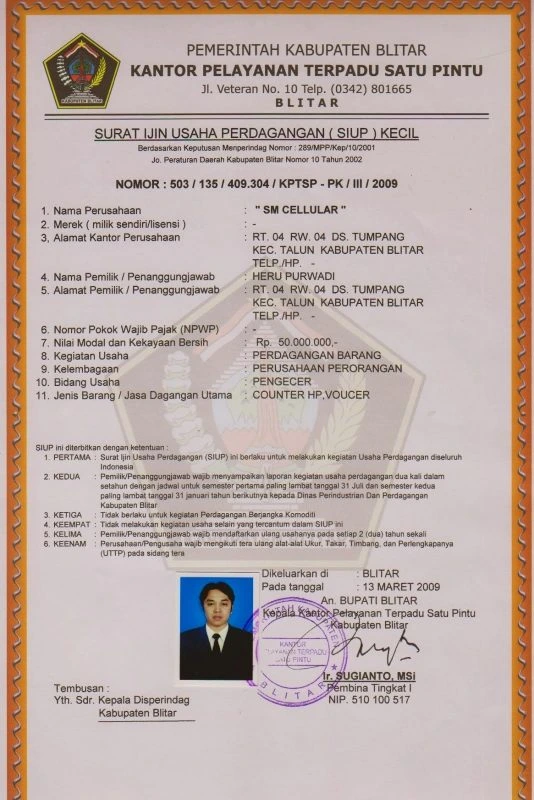 PEMERINTAH KABUPATEN BLITAR
KANTOR PELAYANAN TERPADU SATU PINTU
Jl. Veteran No. 10 Telp. (0342) 801665
B L I T A R
SURAT IJIN USAHA PERDAGANGAN ( SIUP ) KECIL
Berdasarkan Keputusan Menperindag Nomor : 289/MPP/Kep/10/2001
Jo. Peraturan Daerah Kabupaten Blitar Nomor 10 Tahun 2002
NOMOR : 503 / 135 / 409.304 / KPTSP - PK / III / 2009
1. Nama Perusahaan : " SM CELLULAR "
2. Merek ( milik sendiri/lisensi ) : -
3, Alamat Kantor Perusahaan : RT. 04 RW. 04 DS. TUMPANG
KEC. TALUN KABUPATEN BLITAR
TELP./HP. -
4. Nama Pemilik / Penanggungjawab : HERU PURWADI
5. Alamat Pemilik / Penanggungjawab : RT. 04 RW. 04 DS. TUMPANG
KEC. TALUN KABUPATEN BLITAR
TELP./HP. -
6. Nomor Pokok Wajib Pajak (NPWP) : -
7. Nilai Modal dan Kekayaan Bersih : Rp. 50.000.000,-
8. Kegiatan Usaha : PERDAGANGAN BARANG
9. Kelembagaan : PERUSAHAAN PERORANGAN
10. Bidang Usaha : PENGECER
11. Jenis Barang / Jasa Dagangan Utama : COUNTER HP,VOUCER
SIUP ini diterbitkan dengan ketentuan :
1. PERTAMA : Surat Ijin Usaha Perdagangan (SIUP) ini berlaku untuk melakukan kegiatan Usaha Perdagangan diseluruh
Indonesia
2. KEDUA : Pemilik/Penanggungjawab wajib menyampaikan laporan kegiatan usaha perdagangan dua kali dalam
setahun dengan jadwal untuk semester pertama paling lambat tanggal 31 Juli dan semester kedua
paling lambat tanggal 31 januari tahun berikutnya kepada Dinas Perindustrian Dan Perdagangan
Kabupaten Blitar
3. KETIGA : Tidak berlaku untuk kegiatan Perdagangan Berjangka Komoditi
4. KEEMPAT : Tidak melakukan kegiatan usaha selain yang tercantum dalam SIUP ini
5. KELIMA : Pemilik/Penanggungjawab wajib mendaftarkan ulang usahanya pada setiap 2 (dua) tahun sekali
6. KEENAM : Perusahaan/Pengusaha wajib mengikuti tera ulang alat-alat Ukur, Takar, Timbang, dan Perlengkapanya
(UTTP) pada sidang tera
Dikeluarkan di : BLITAR
Pada tanggal : 13 MARET 2009
An. BUPATI BLITAR
Kepala Kantor Pelayanan Terpadu Satu Pintu
Kabupaten Blitar
KANTOR
PELAYANAN TERPADU
SATU PINTU
BLITAR
Ir. SUGIANTO, MSi
Pembina Tingkat I
NIP. 510 100 517
Tembusan :
Yth. Sdr. Kepala Disperindag
Kabupaten Blitar